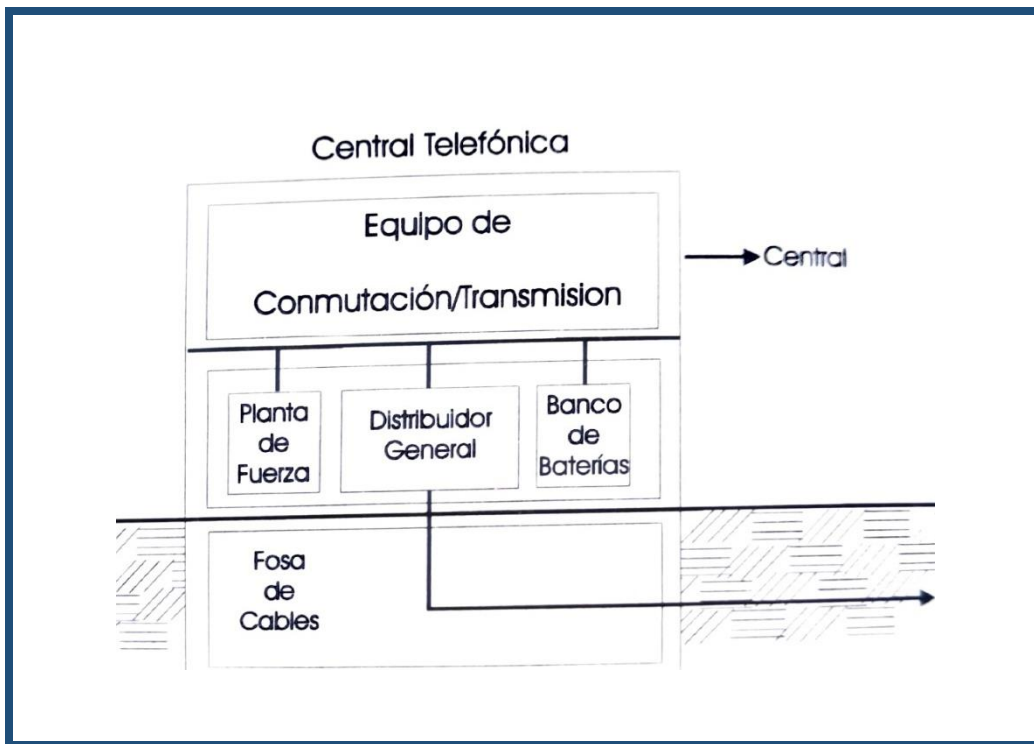 Central Telefónica
Equipo de
Conmutación/Transmision
Central
Planta
de
Fuerza
Distribuidor
General
Banco
de
Baterías
Fosa
de
Cables